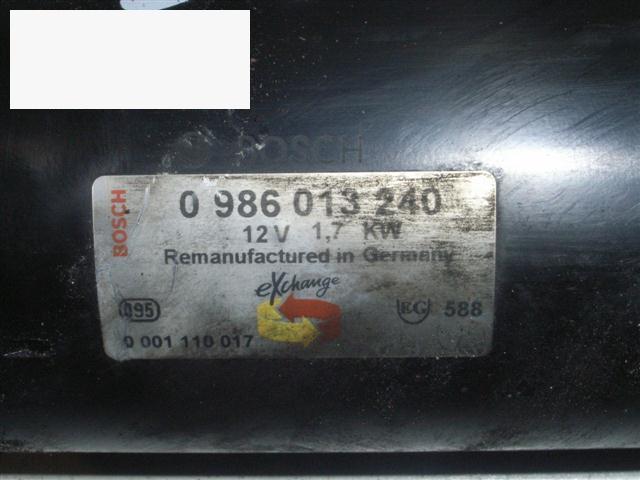 BOSCH
BOSCH
0 986 013 240
12 V 1,7 KW
Remanufactured in Germany
eXchange
095
EG 588
0 001 110 017